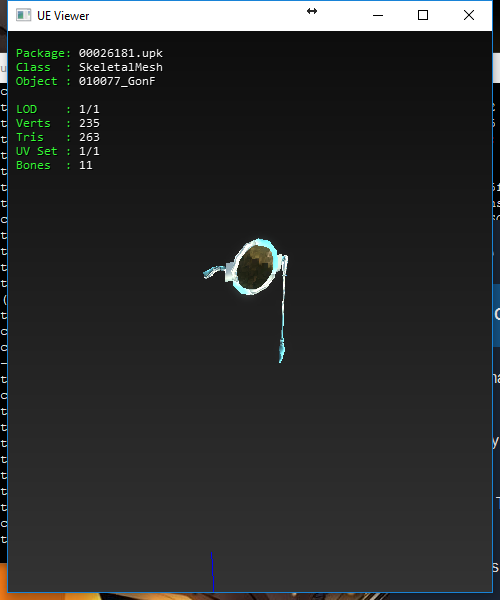 UE Viewer
Package: 00026181.upk
Class  : SkeletalMesh
Object : 010077_GonF
LOD    : 1/1
Verts  : 235
Tris   : 263
UV Set : 1/1
Bones  : 11